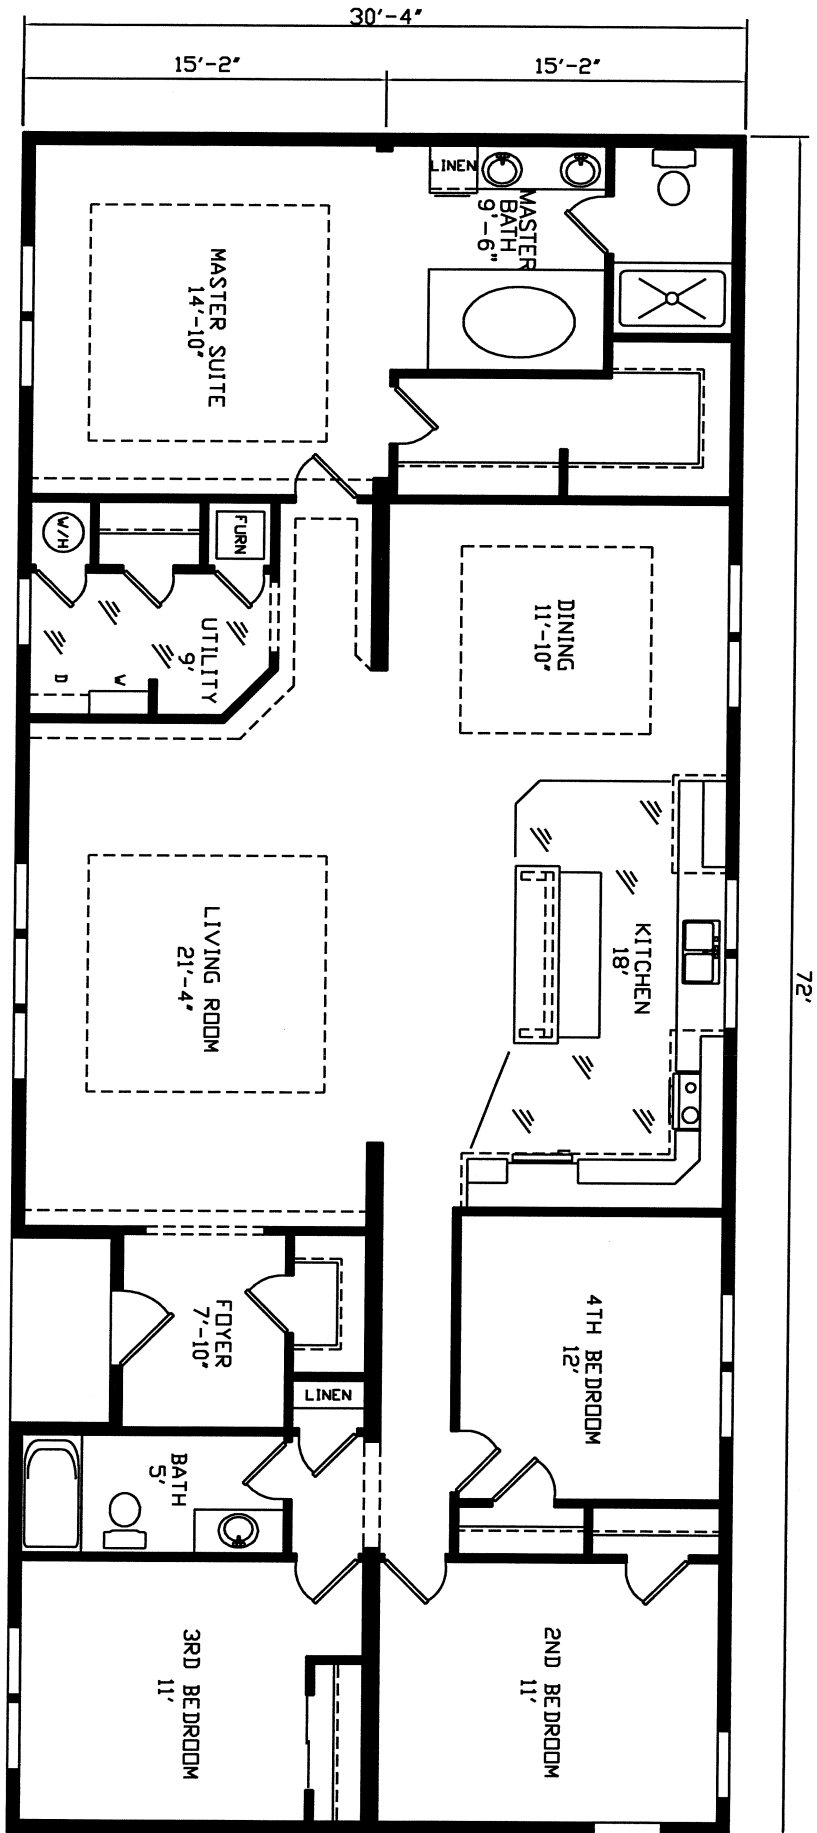 30'-4"
15'-2"
15'-2"
LINEN
MASTER
BATH
9'-6"
MASTER SUITE
14'-10"
W/H
FURN
UTILITY
9'
D
W
DINING
11'-10"
KITCHEN
18'
LIVING ROOM
21'-4"
72'
FOYER
7'-10"
LINEN
4TH BEDROOM
12'
BATH
5'
3RD BEDROOM
11'
2ND BEDROOM
11'